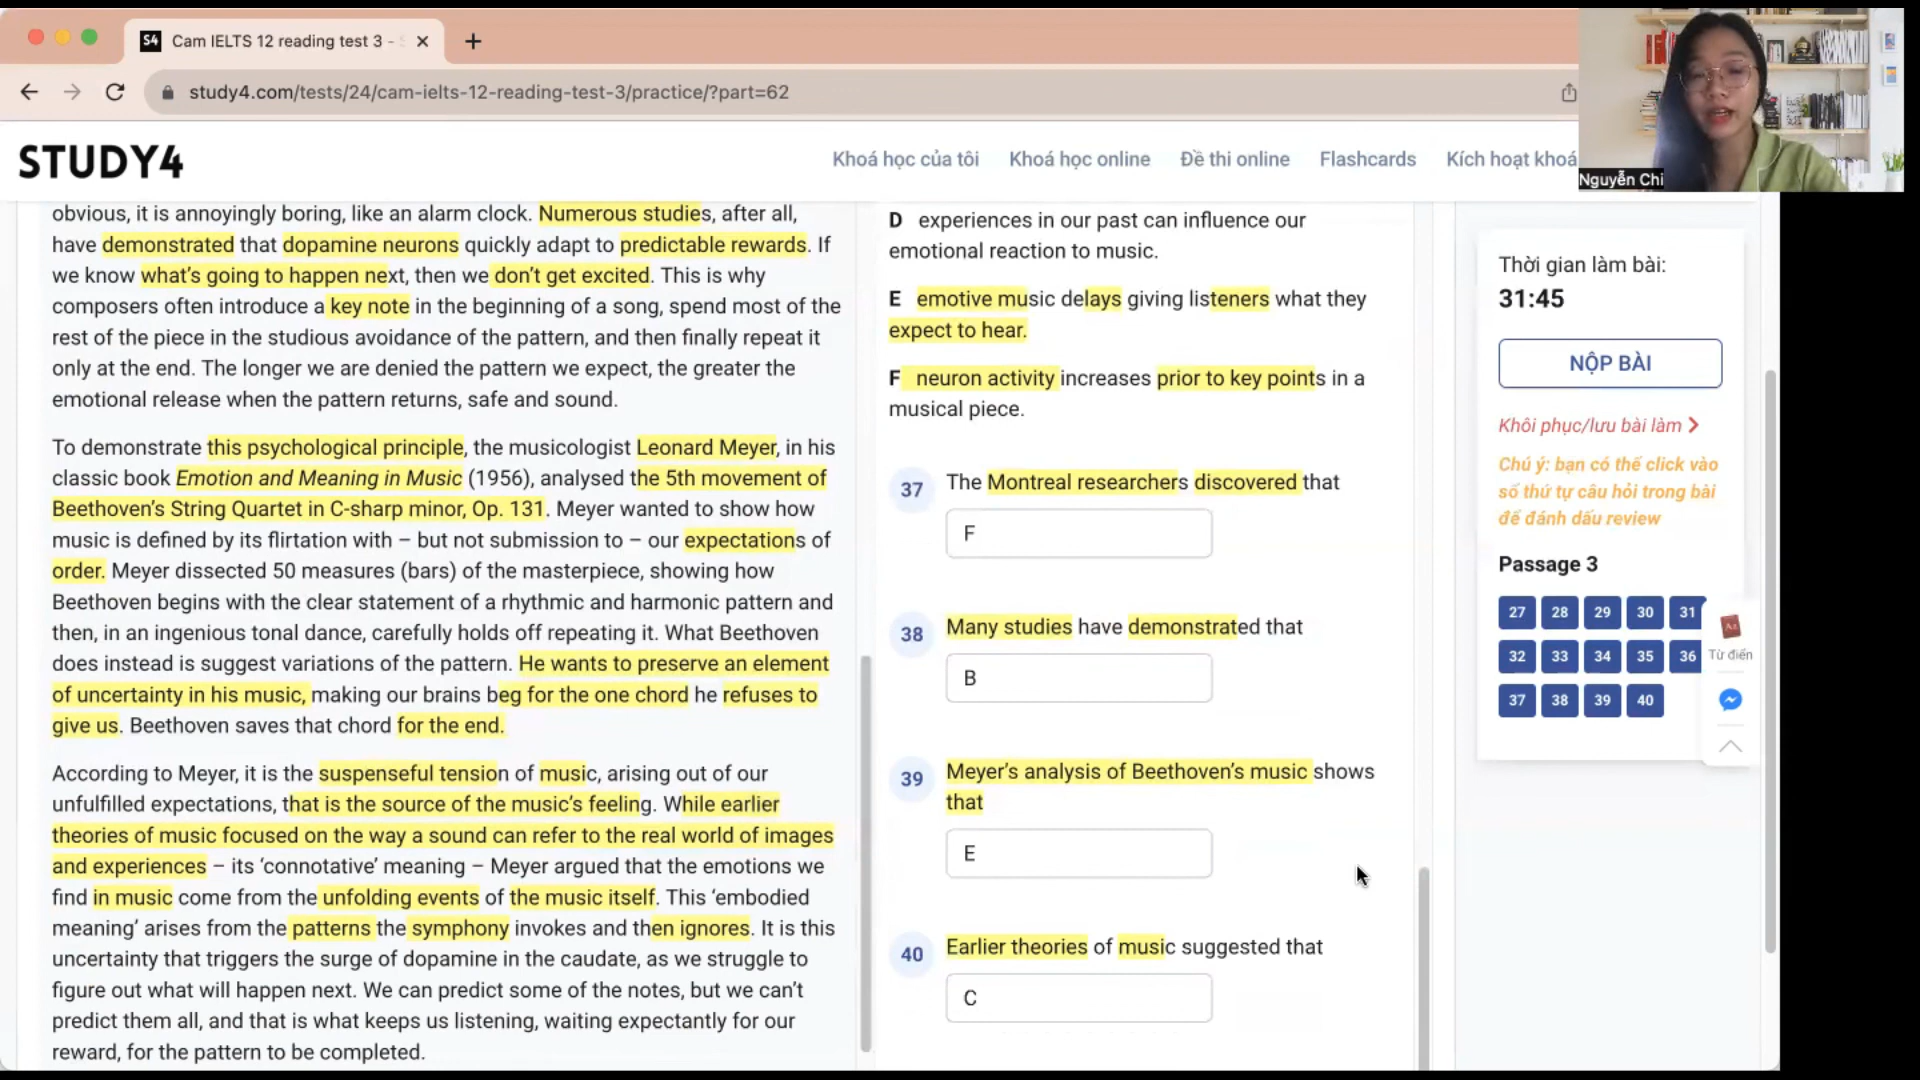 S4 Cam IELTS 12 reading test 3 -
study4.com/tests/24/cam-ielts-12-reading-test-3/practice/?part=62
STUDY4
Khoá học của tôi
Khoá học online
Đề thi online
Flashcards
Kích hoạt khoá
Nguyễn Chi
obvious, it is annoyingly boring, like an alarm clock. Numerous studies, after all,
have demonstrated that dopamine neurons quickly adapt to predictable rewards. If
we know what’s going to happen next, then we don’t get excited. This is why
composers often introduce a key note in the beginning of a song, spend most of the
rest of the piece in the studious avoidance of the pattern, and then finally repeat it
only at the end. The longer we are denied the pattern we expect, the greater the
emotional release when the pattern returns, safe and sound.
To demonstrate this psychological principle, the musicologist Leonard Meyer, in his
classic book Emotion and Meaning in Music (1956), analysed the 5th movement of
Beethoven’s String Quartet in C-sharp minor, Op. 131. Meyer wanted to show how
music is defined by its flirtation with – but not submission to – our expectations of
order. Meyer dissected 50 measures (bars) of the masterpiece, showing how
Beethoven begins with the clear statement of a rhythmic and harmonic pattern and
then, in an ingenious tonal dance, carefully holds off repeating it. What Beethoven
does instead is suggest variations of the pattern. He wants to preserve an element
of uncertainty in his music, making our brains beg for the one chord he refuses to
give us. Beethoven saves that chord for the end.
According to Meyer, it is the suspenseful tension of music, arising out of our
unfulfilled expectations, that is the source of the music’s feeling. While earlier
theories of music focused on the way a sound can refer to the real world of images
and experiences – its ‘connotative’ meaning – Meyer argued that the emotions we
find in music come from the unfolding events of the music itself. This ‘embodied
meaning’ arises from the patterns the symphony invokes and then ignores. It is this
uncertainty that triggers the surge of dopamine in the caudate, as we struggle to
figure out what will happen next. We can predict some of the notes, but we can’t
predict them all, and that is what keeps us listening, waiting expectantly for our
reward, for the pattern to be completed.
D experiences in our past can influence our
emotional reaction to music.
E emotive music delays giving listeners what they
expect to hear.
F neuron activity increases prior to key points in a
musical piece.
37 The Montreal researchers discovered that
F
38 Many studies have demonstrated that
B
39 Meyer’s analysis of Beethoven’s music shows
that
E
40 Earlier theories of music suggested that
C
Thời gian làm bài:
31:45
NỘP BÀI
Khôi phục/lưu bài làm
Chú ý: bạn có thể click vào
số thứ tự câu hỏi trong bài
để đánh dấu review
Passage 3
27 28 29 30 31
32 33 34 35 36
37 38 39 40
Từ điển